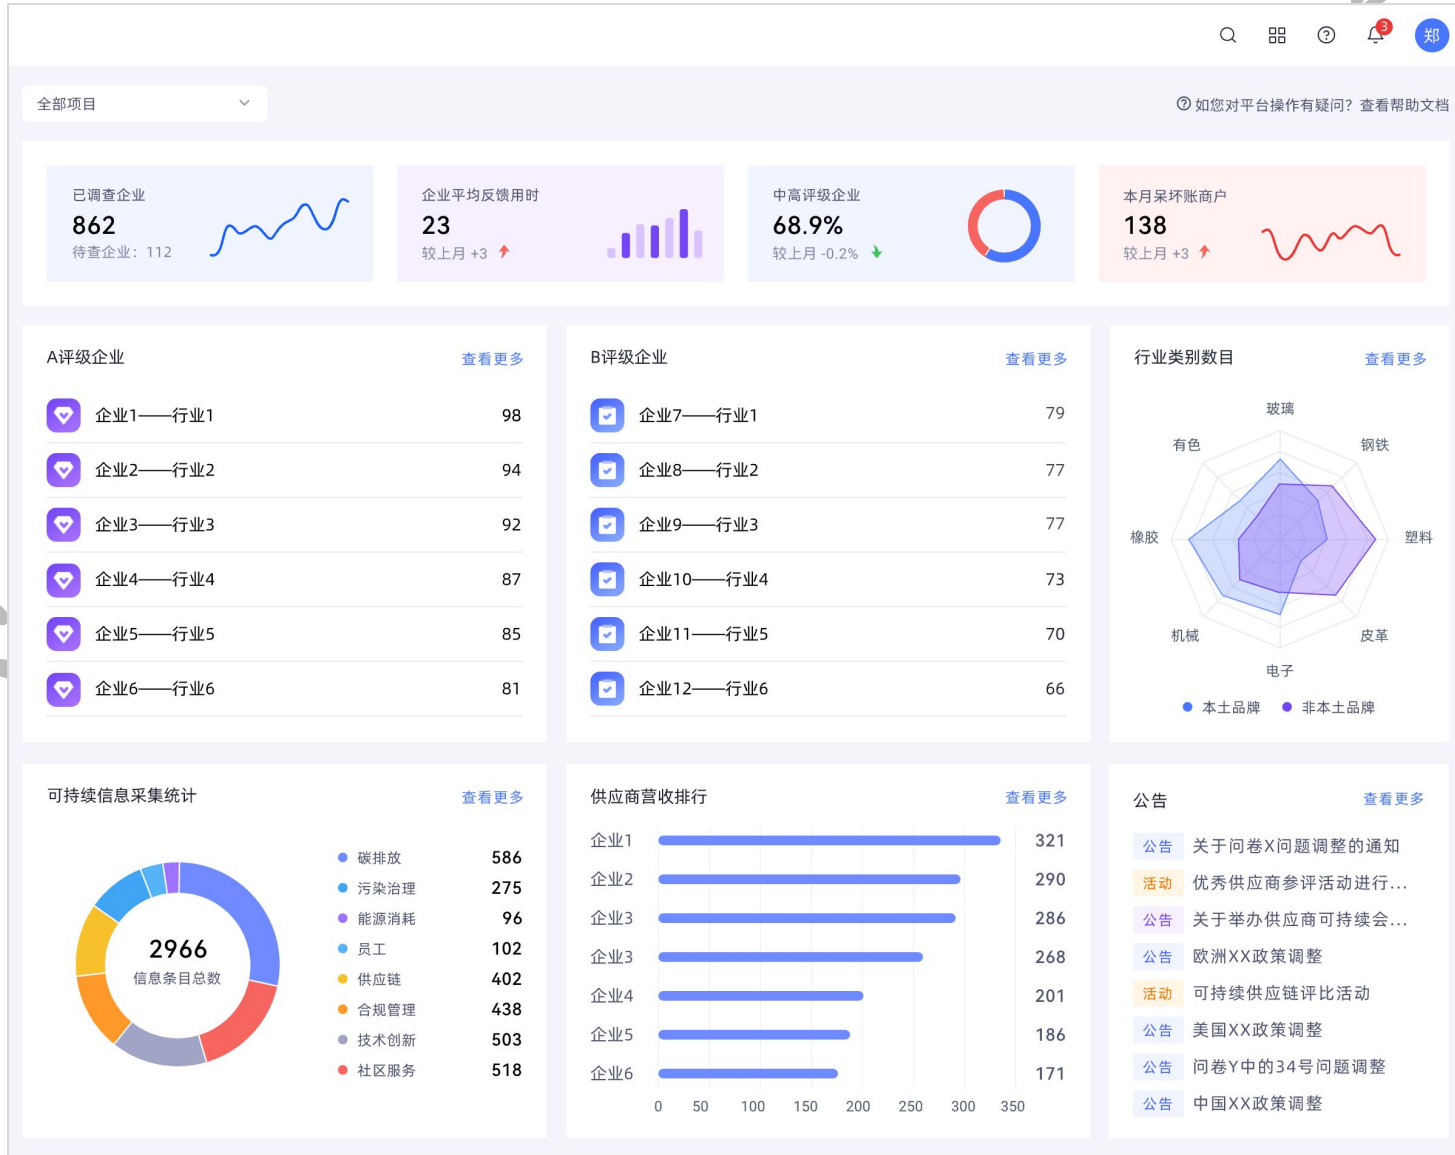 3
郑
全部项目
如您对平台操作有疑问？查看帮助文档
已调查企业
862
待查企业：112
企业平均反馈用时
23
较上月 +3
中高评级企业
68.9%
较上月 -0.2%
本月呆坏账商户
138
较上月 +3
A评级企业
查看更多
企业1——行业1 98
企业2——行业2 94
企业3——行业3 92
企业4——行业4 87
企业5——行业5 85
企业6——行业6 81
B评级企业
查看更多
企业7——行业1 79
企业8——行业2 77
企业9——行业3 77
企业10——行业4 73
企业11——行业5 70
企业12——行业6 66
行业类别数目
查看更多
玻璃
有色
钢铁
橡胶
塑料
机械
皮革
电子
本土品牌 非本土品牌
可持续信息采集统计
查看更多
2966
信息条目总数
碳排放 586
污染治理 275
能源消耗 96
员工 102
供应链 402
合规管理 438
技术创新 503
社区服务 518
供应商营收排行
查看更多
企业1 321
企业2 290
企业3 286
企业3 268
企业4 201
企业5 186
企业6 171
0 50 100 150 200 250 300 350
公告
查看更多
公告 关于问卷X问题调整的通知
活动 优秀供应商参评活动进行...
公告 关于举办供应商可持续会...
公告 欧洲XX政策调整
活动 可持续供应链评比活动
公告 美国XX政策调整
公告 问卷Y中的34号问题调整
公告 中国XX政策调整